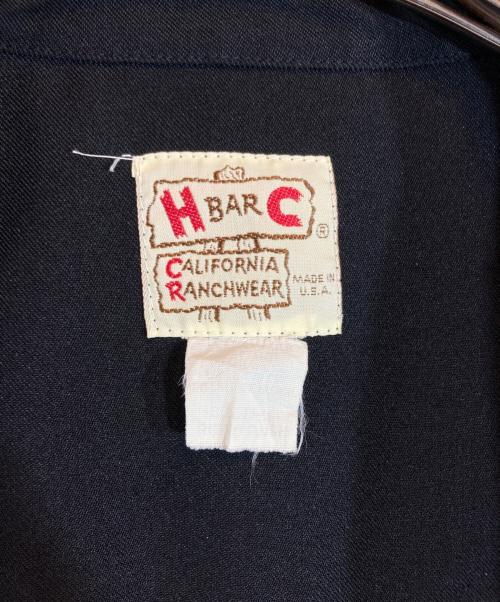 H BAR C
®
CALIFORNIA
RANCHWEAR
MADE IN
U.S.A.